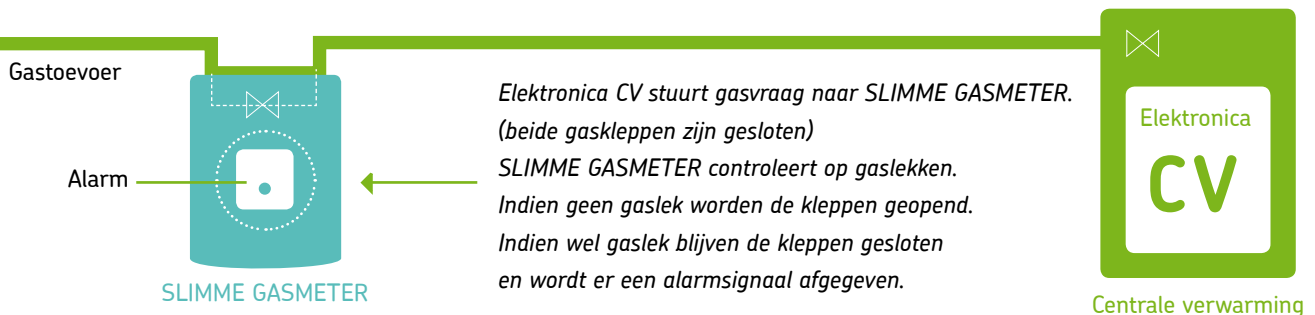 Gastoevoer
Alarm
SLIMME GASMETER
Elektronica CV stuurt gasvraag naar SLIMME GASMETER.
(beide gaskleppen zijn gesloten)
SLIMME GASMETER controleert op gaslekken.
Indien geen gaslek worden de kleppen geopend.
Indien wel gaslek blijven de kleppen gesloten
en wordt er een alarmsignaal afgegeven.
Elektronica
CV
Centrale verwarming